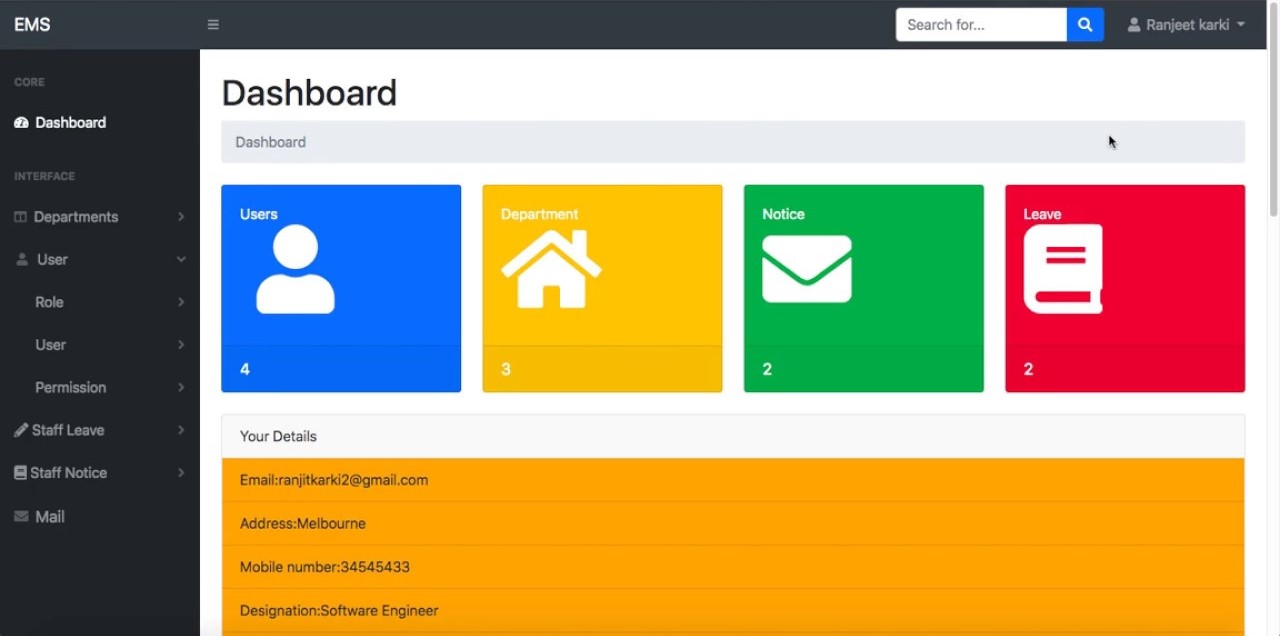 EMS
Search for...
Ranjeet karki
CORE
Dashboard
INTERFACE
Departments
User
Role
User
Permission
Staff Leave
Staff Notice
Mail
Dashboard
Dashboard
Users
Department
Notice
Leave
4
3
2
2
Your Details
Email:ranjitkarki2@gmail.com
Address:Melbourne
Mobile number:34545433
Designation:Software Engineer